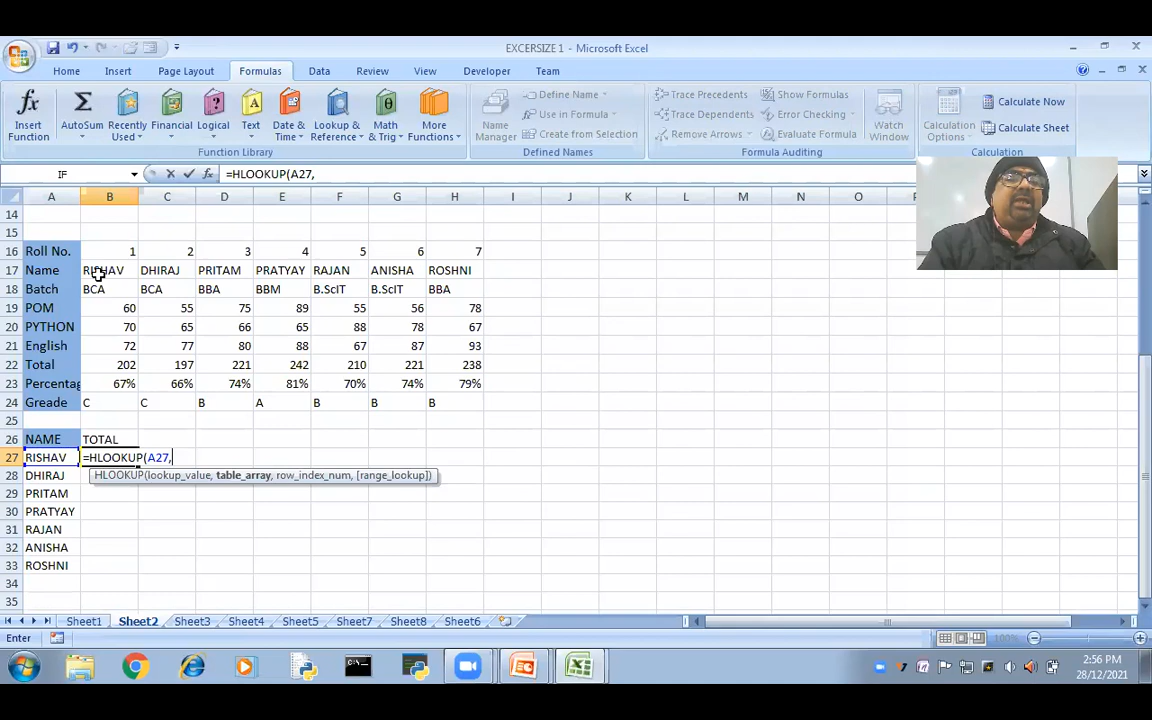 EXCERSIZE 1 - Microsoft Excel
Home Insert Page Layout Formulas Data Review View Developer Team
Insert Function AutoSum Recently Used Financial Logical Text Date & Time Lookup & Reference Math & Trig More Functions
Name Manager Define Name Use in Formula Create from Selection
Trace Precedents Trace Dependents Remove Arrows Show Formulas Error Checking Evaluate Formula Watch Window
Calculation Options Calculate Now Calculate Sheet
Function Library Defined Names Formula Auditing Calculation
IF fx =HLOOKUP(A27,
A B C D E F G H I J K L M N O
14
15
16 Roll No. 1 2 3 4 5 6 7
17 Name RISHAV DHIRAJ PRITAM PRATYAY RAJAN ANISHA ROSHNI
18 Batch BCA BCA BBA BBM B.ScIT B.ScIT BBA
19 POM 60 55 75 89 55 56 78
20 PYTHON 70 65 66 65 88 78 67
21 English 72 77 80 88 67 87 93
22 Total 202 197 221 242 210 221 238
23 Percentag 67% 66% 74% 81% 70% 74% 79%
24 Greade C C B A B B B
25
26 NAME TOTAL
27 RISHAV =HLOOKUP(A27,
HLOOKUP(lookup_value, table_array, row_index_num, [range_lookup])
28 DHIRAJ
29 PRITAM
30 PRATYAY
31 RAJAN
32 ANISHA
33 ROSHNI
34
35
Sheet1 Sheet2 Sheet3 Sheet4 Sheet5 Sheet7 Sheet8 Sheet6
Enter 100%
2:56 PM
28/12/2021